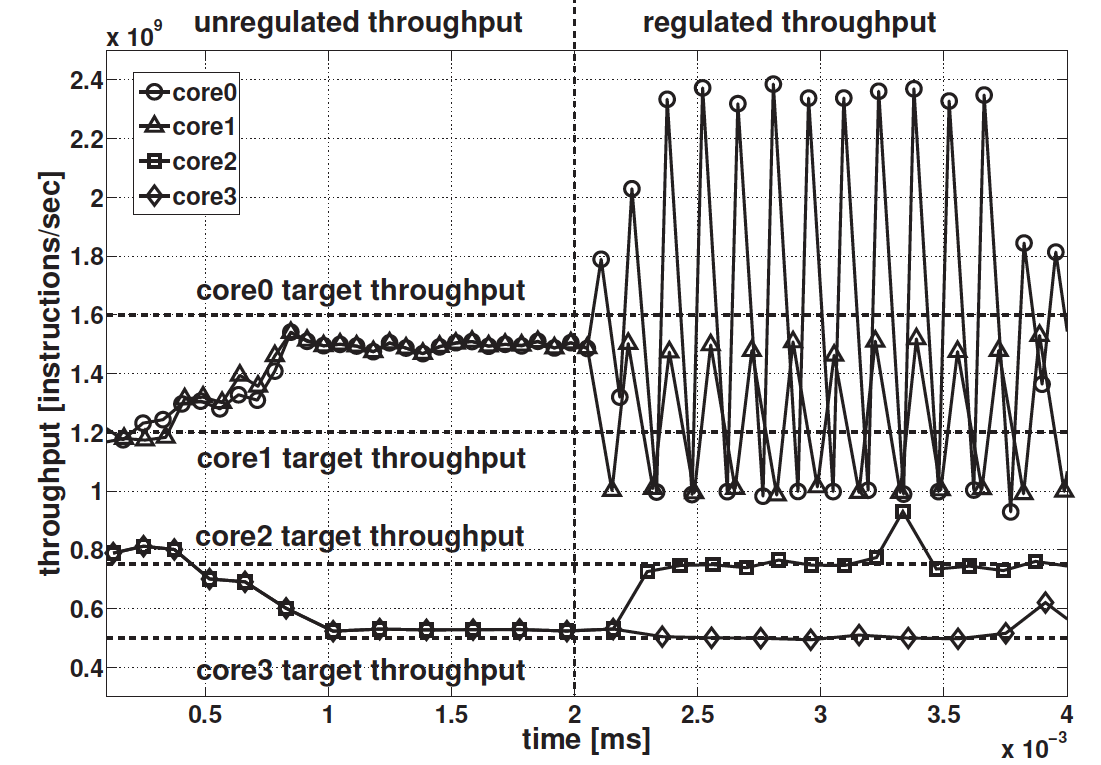 unregulated throughput
regulated throughput
x 10^9
core0
core1
core2
core3
2.4
2.2
2
1.8
1.6
1.4
1.2
1
0.8
0.6
0.4
core0 target throughput
core1 target throughput
core2 target throughput
core3 target throughput
throughput [instructions/sec]
0.5 1 1.5 2 2.5 3 3.5 4
time [ms]
x 10^−3